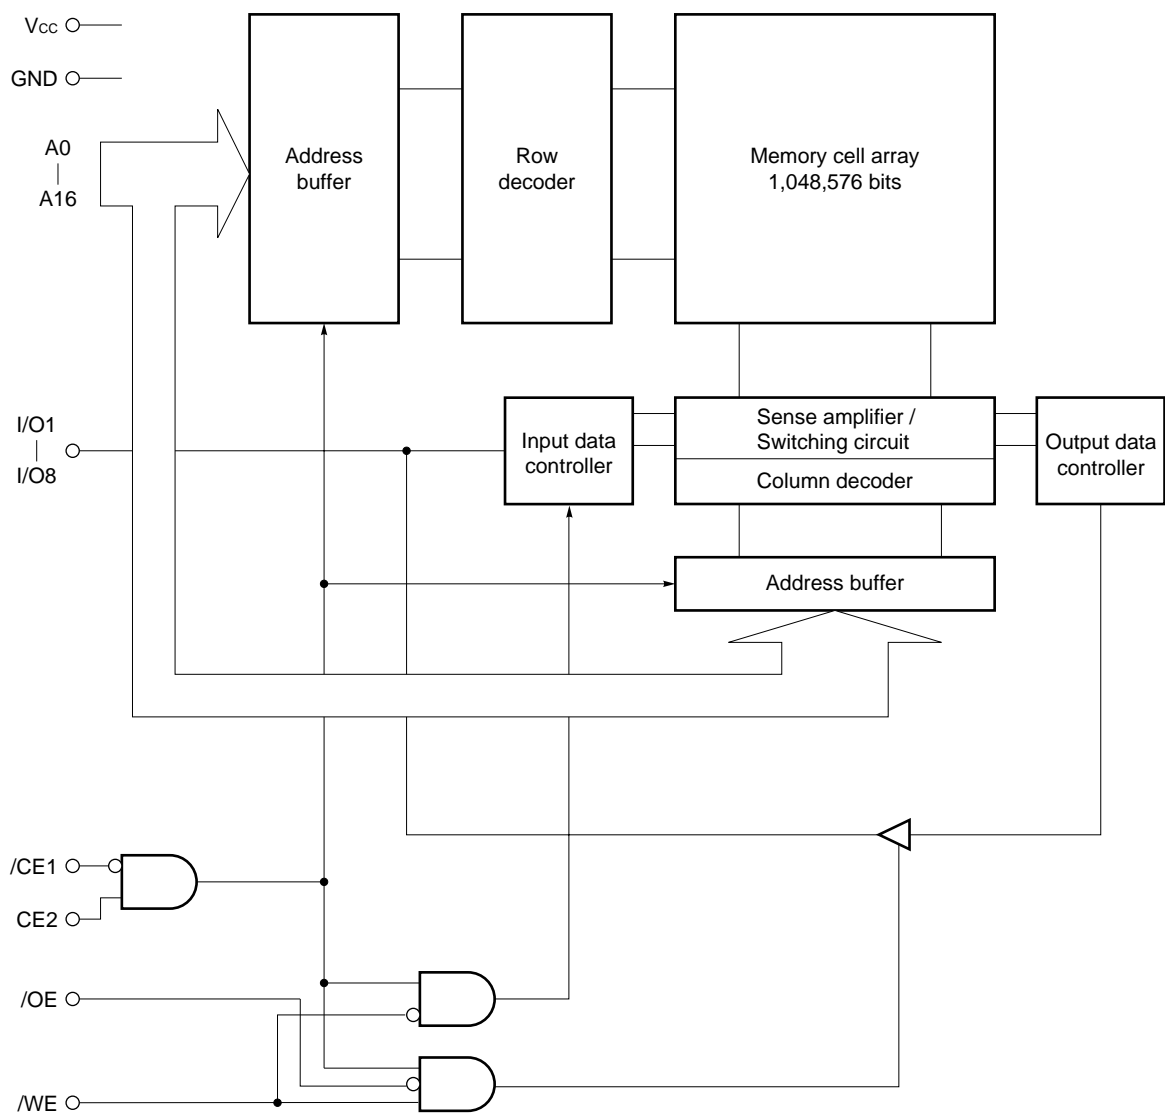 Vcc
GND
A0
A16
Address
buffer
Row
decoder
Memory cell array
1,048,576 bits
I/O1
I/O8
Input data
controller
Sense amplifier /
Switching circuit
Column decoder
Output data
controller
Address buffer
/CE1
CE2
/OE
/WE